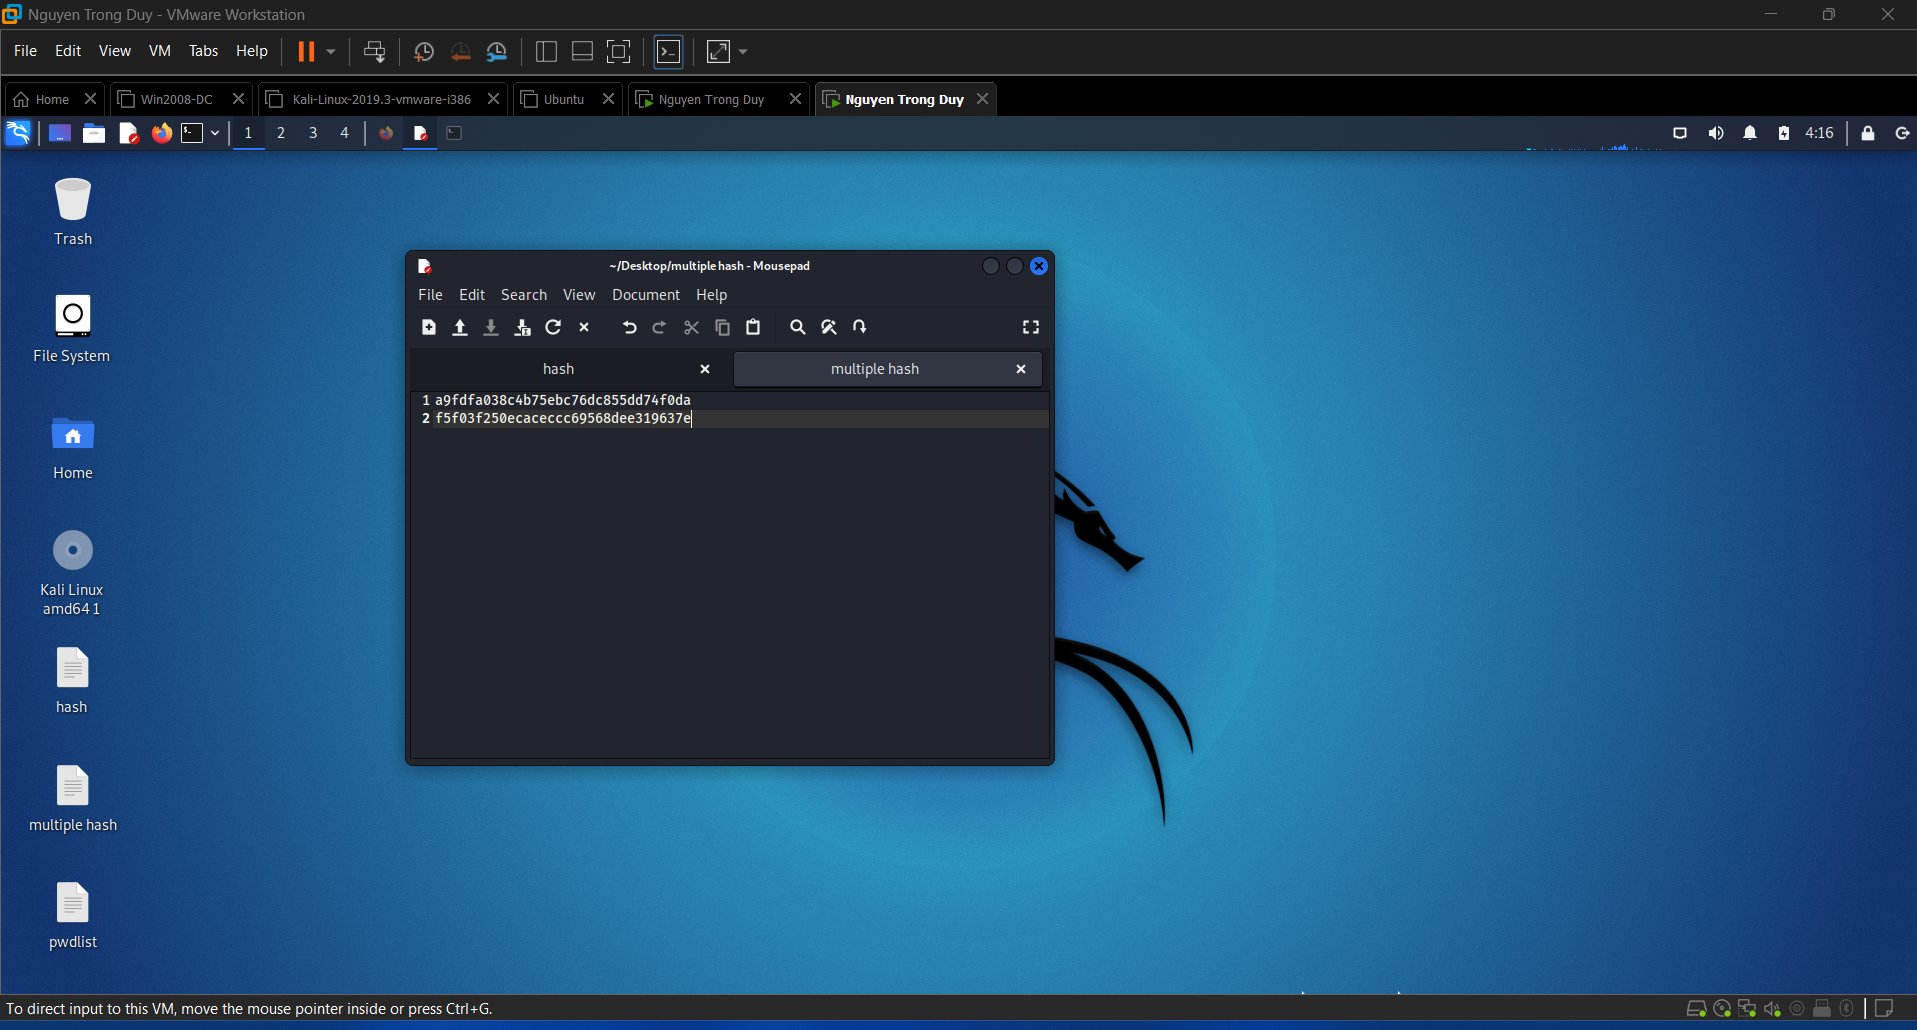 Nguyen Trong Duy - VMware Workstation
File Edit View VM Tabs Help
Home Win2008-DC Kali-Linux-2019.3-vmware-i386 Ubuntu Nguyen Trong Duy Nguyen Trong Duy
1 2 3 4 4:16
Trash
File System
Home
Kali Linux
amd64 1
hash
multiple hash
pwdlist
~/Desktop/multiple hash - Mousepad
File Edit Search View Document Help
hash multiple hash
1 a9fdfa038c4b75ebc76dc855dd74f0da
2 f5f03f250ecaceccc69568dee319637e
To direct input to this VM, move the mouse pointer inside or press Ctrl+G.